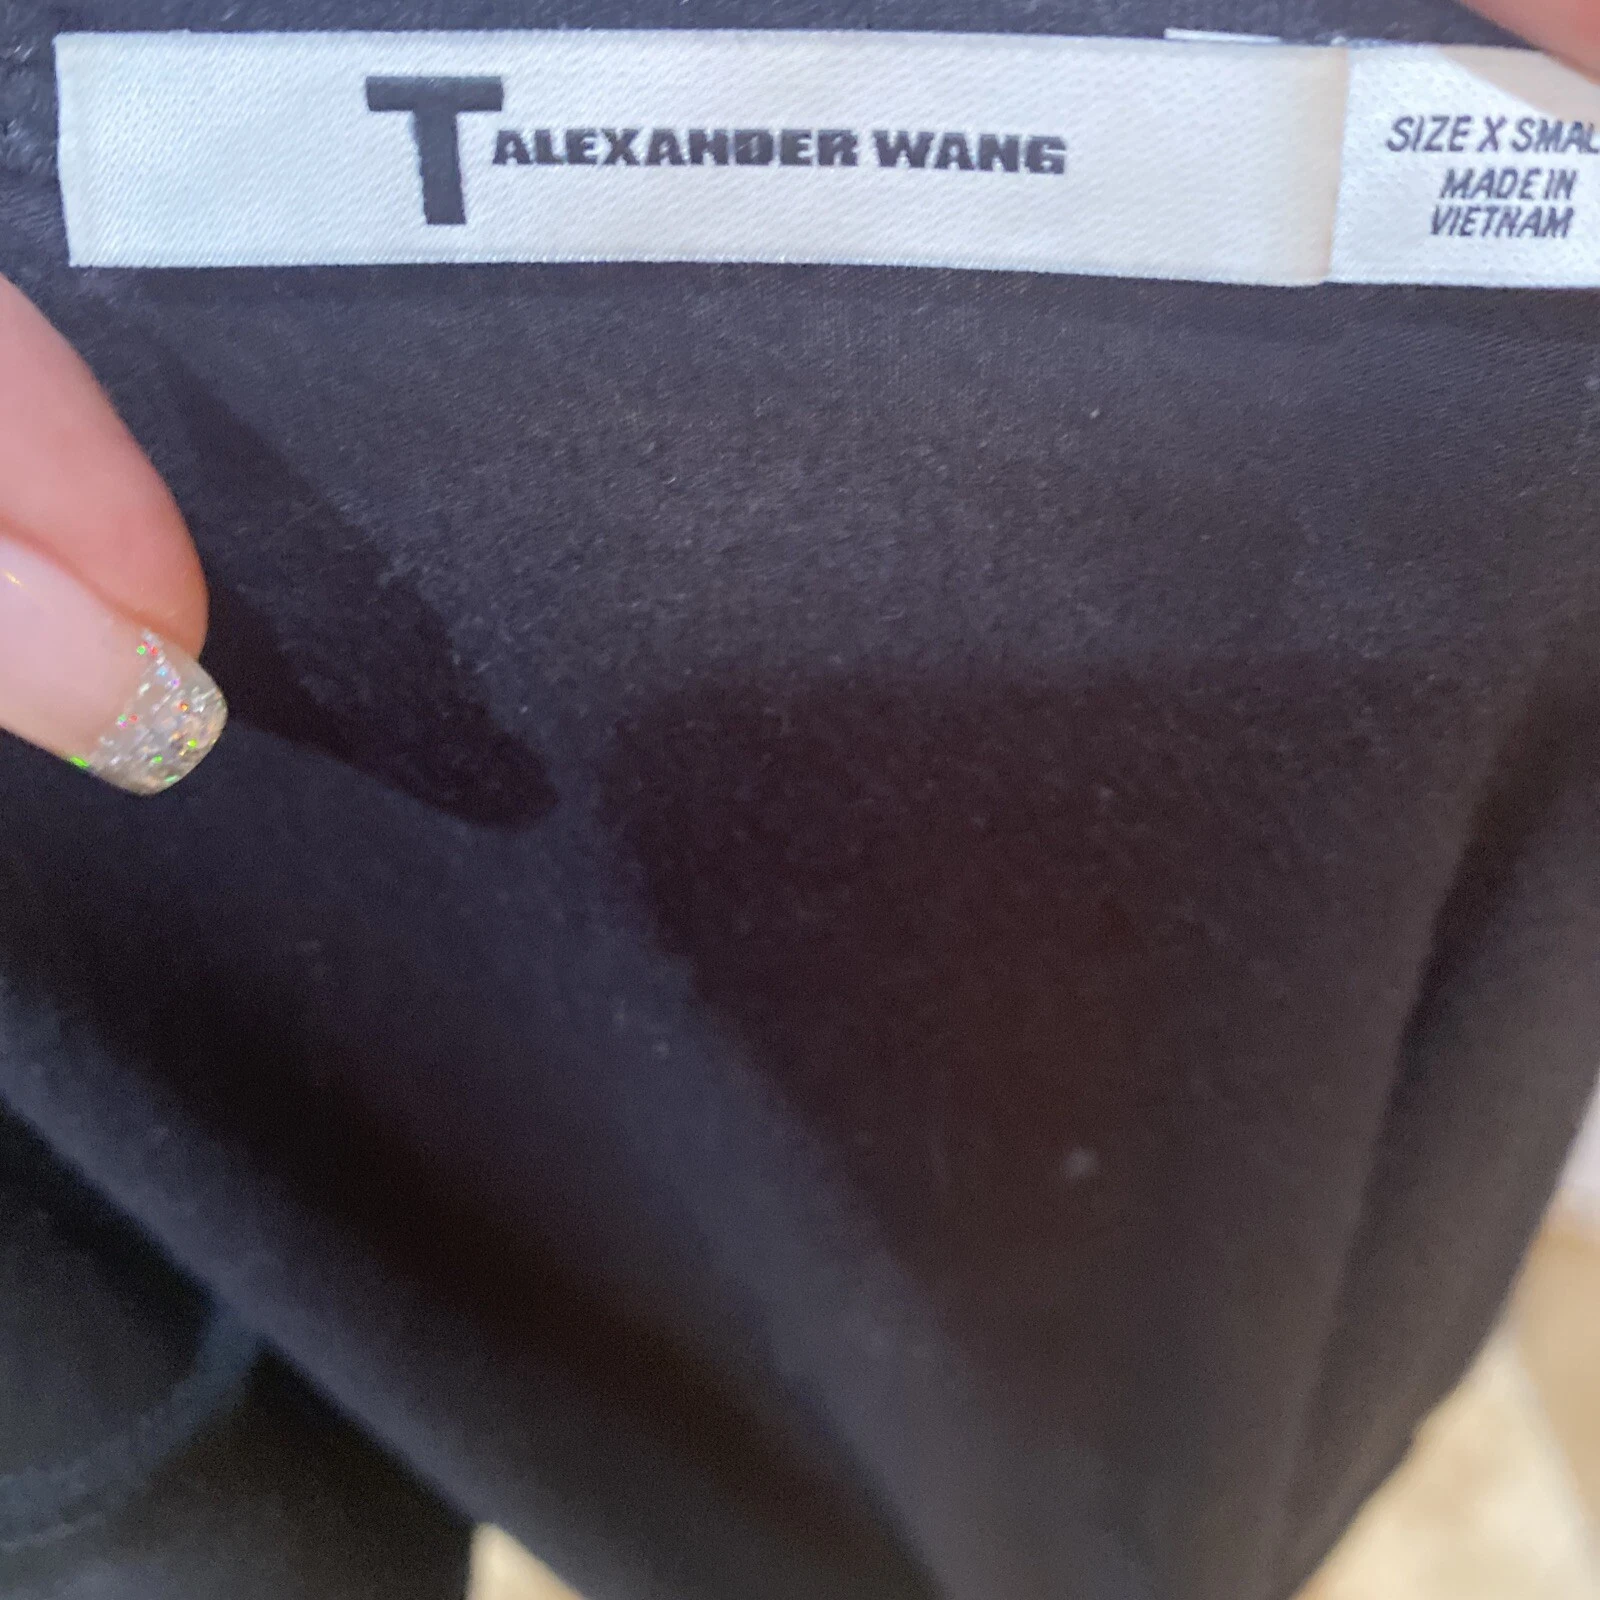 T ALEXANDER WANG
SIZE X SMAL
MADE IN
VIETNAM